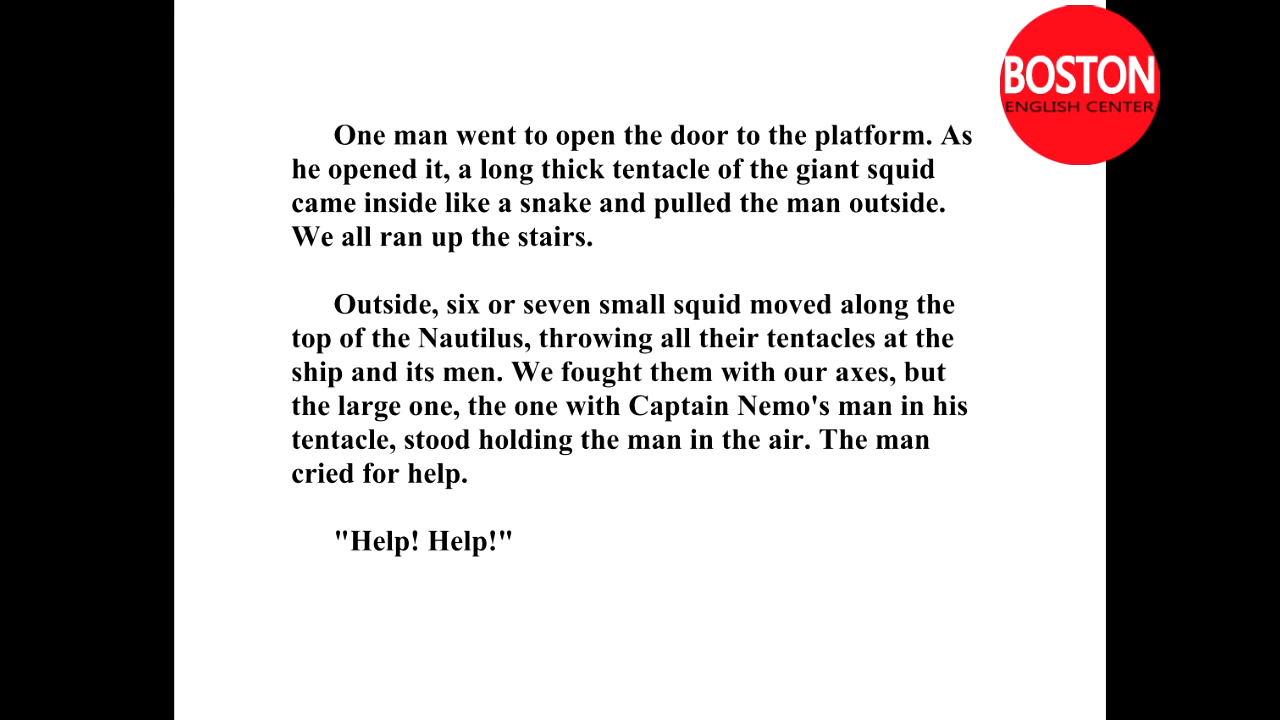 BOSTON
ENGLISH CENTER
One man went to open the door to the platform. As
he opened it, a long thick tentacle of the giant squid
came inside like a snake and pulled the man outside.
We all ran up the stairs.
Outside, six or seven small squid moved along the
top of the Nautilus, throwing all their tentacles at the
ship and its men. We fought them with our axes, but
the large one, the one with Captain Nemo's man in his
tentacle, stood holding the man in the air. The man
cried for help.
"Help! Help!"